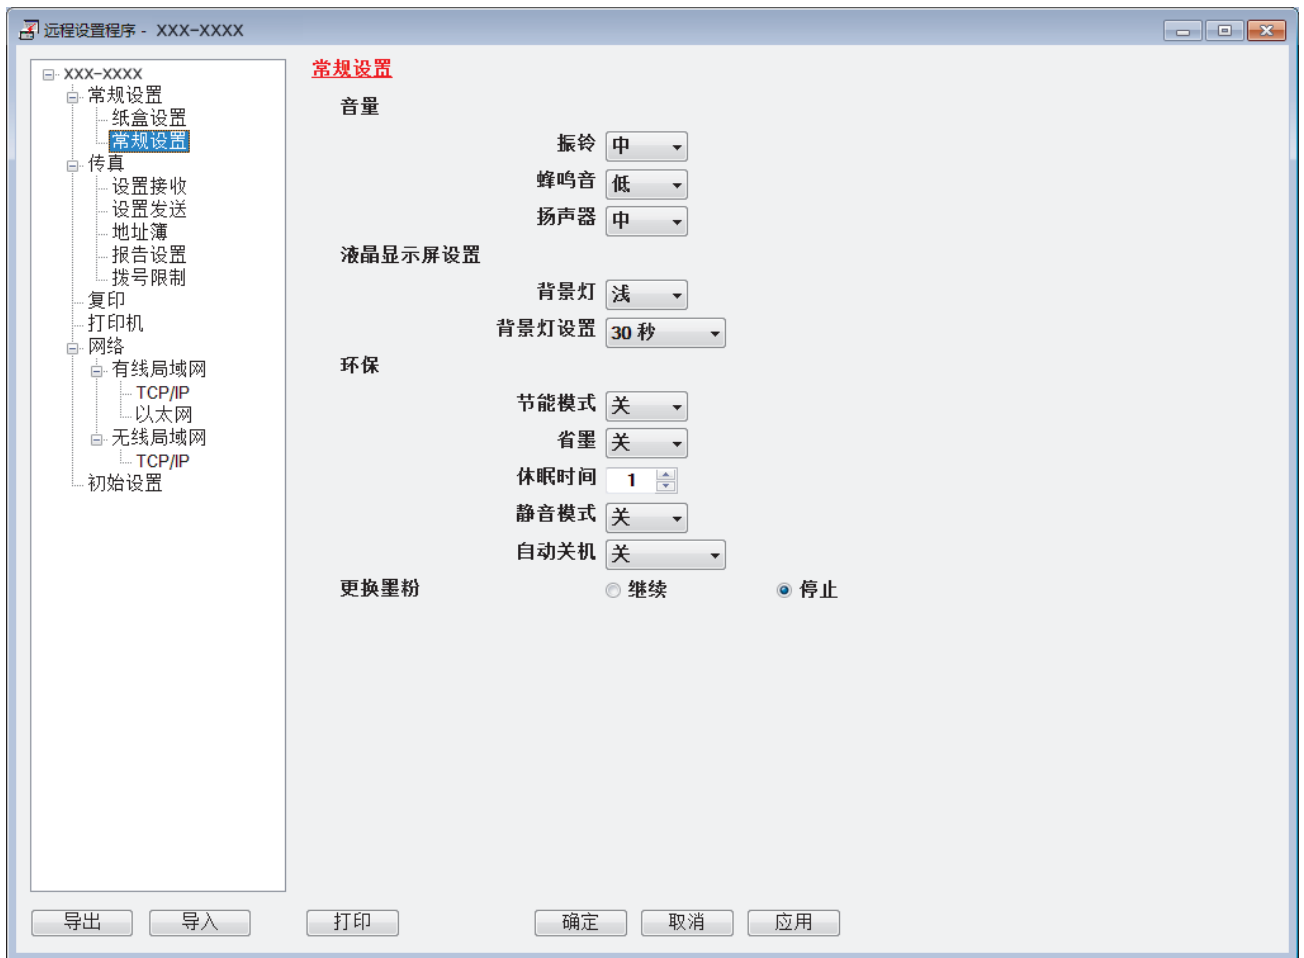 远程设置程序 - XXX-XXXX
XXX-XXXX
常规设置
纸盒设置
常规设置
传真
设置接收
设置发送
地址簿
报告设置
拨号限制
复印
打印机
网络
有线局域网
TCP/IP
以太网
无线局域网
TCP/IP
初始设置
常规设置
音量
振铃 中
蜂鸣音 低
扬声器 中
液晶显示屏设置
背景灯 浅
背景灯设置 30 秒
环保
节能模式 关
省墨 关
休眠时间 1
静音模式 关
自动关机 关
更换墨粉 继续 停止
导出 导入 打印 确定 取消 应用